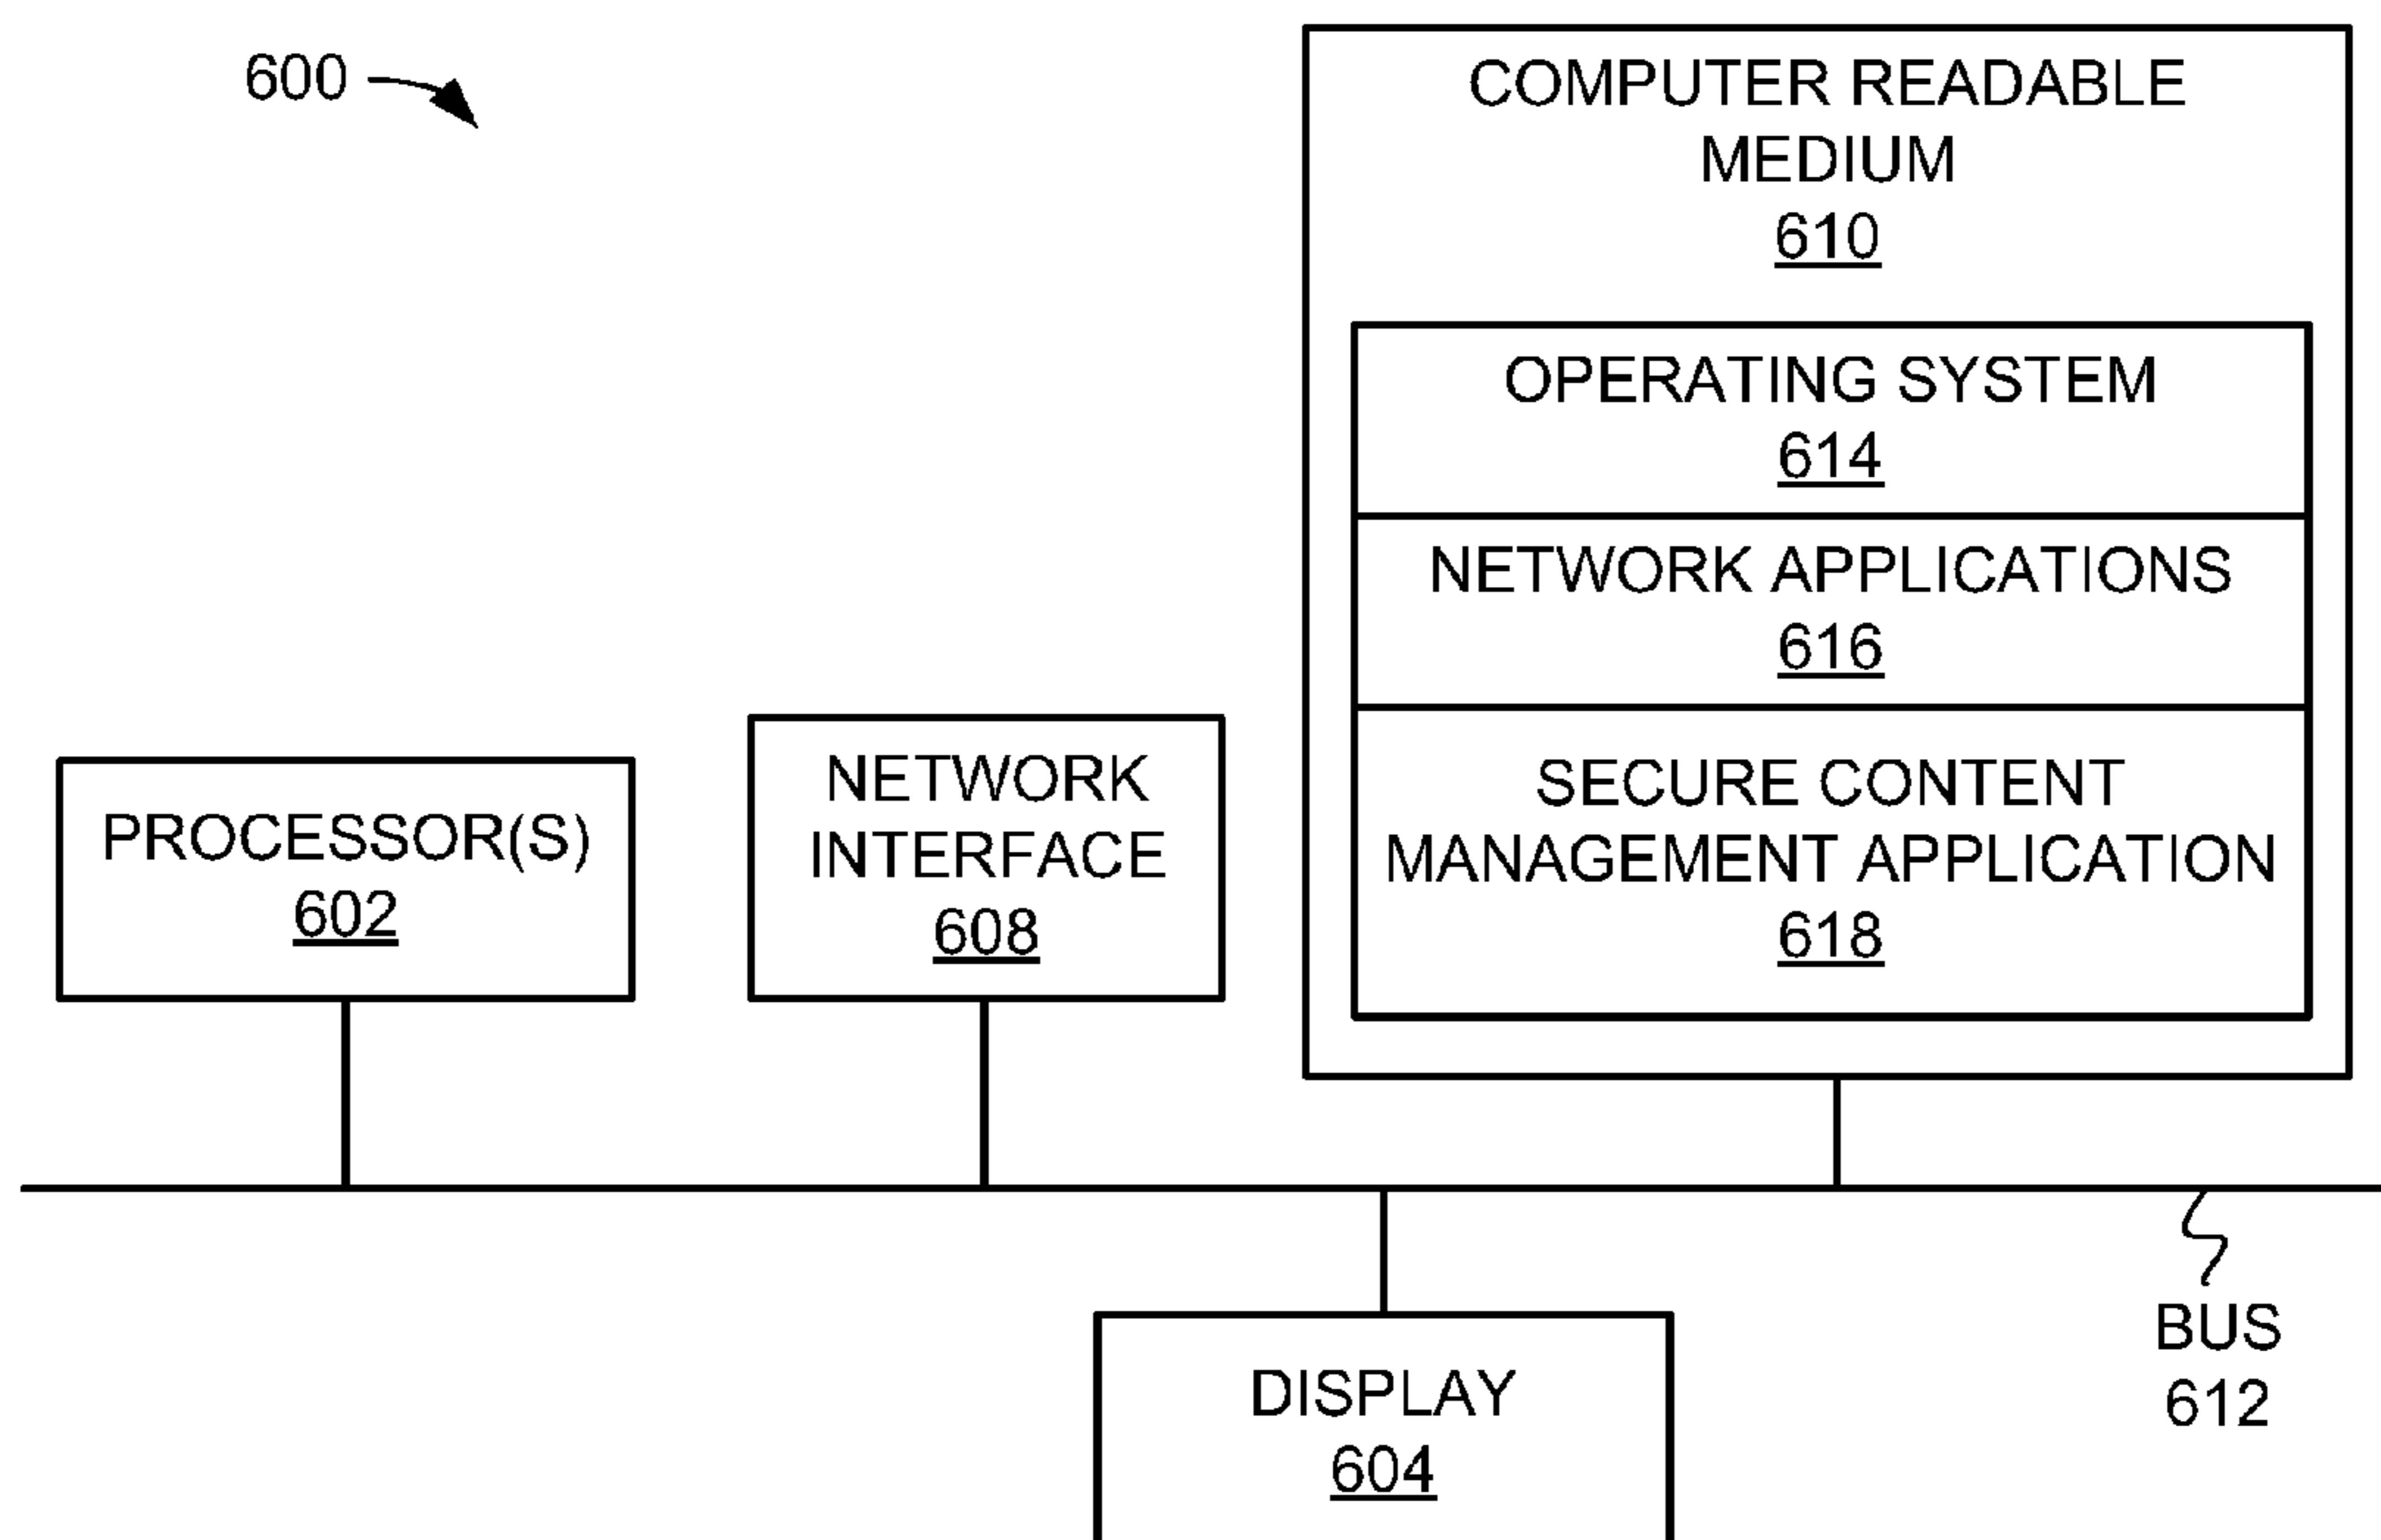 600
COMPUTER READABLE
MEDIUM
610
OPERATING SYSTEM
614
NETWORK APPLICATIONS
616
SECURE CONTENT
MANAGEMENT APPLICATION
618
PROCESSOR(S)
602
NETWORK
INTERFACE
608
BUS
612
DISPLAY
604